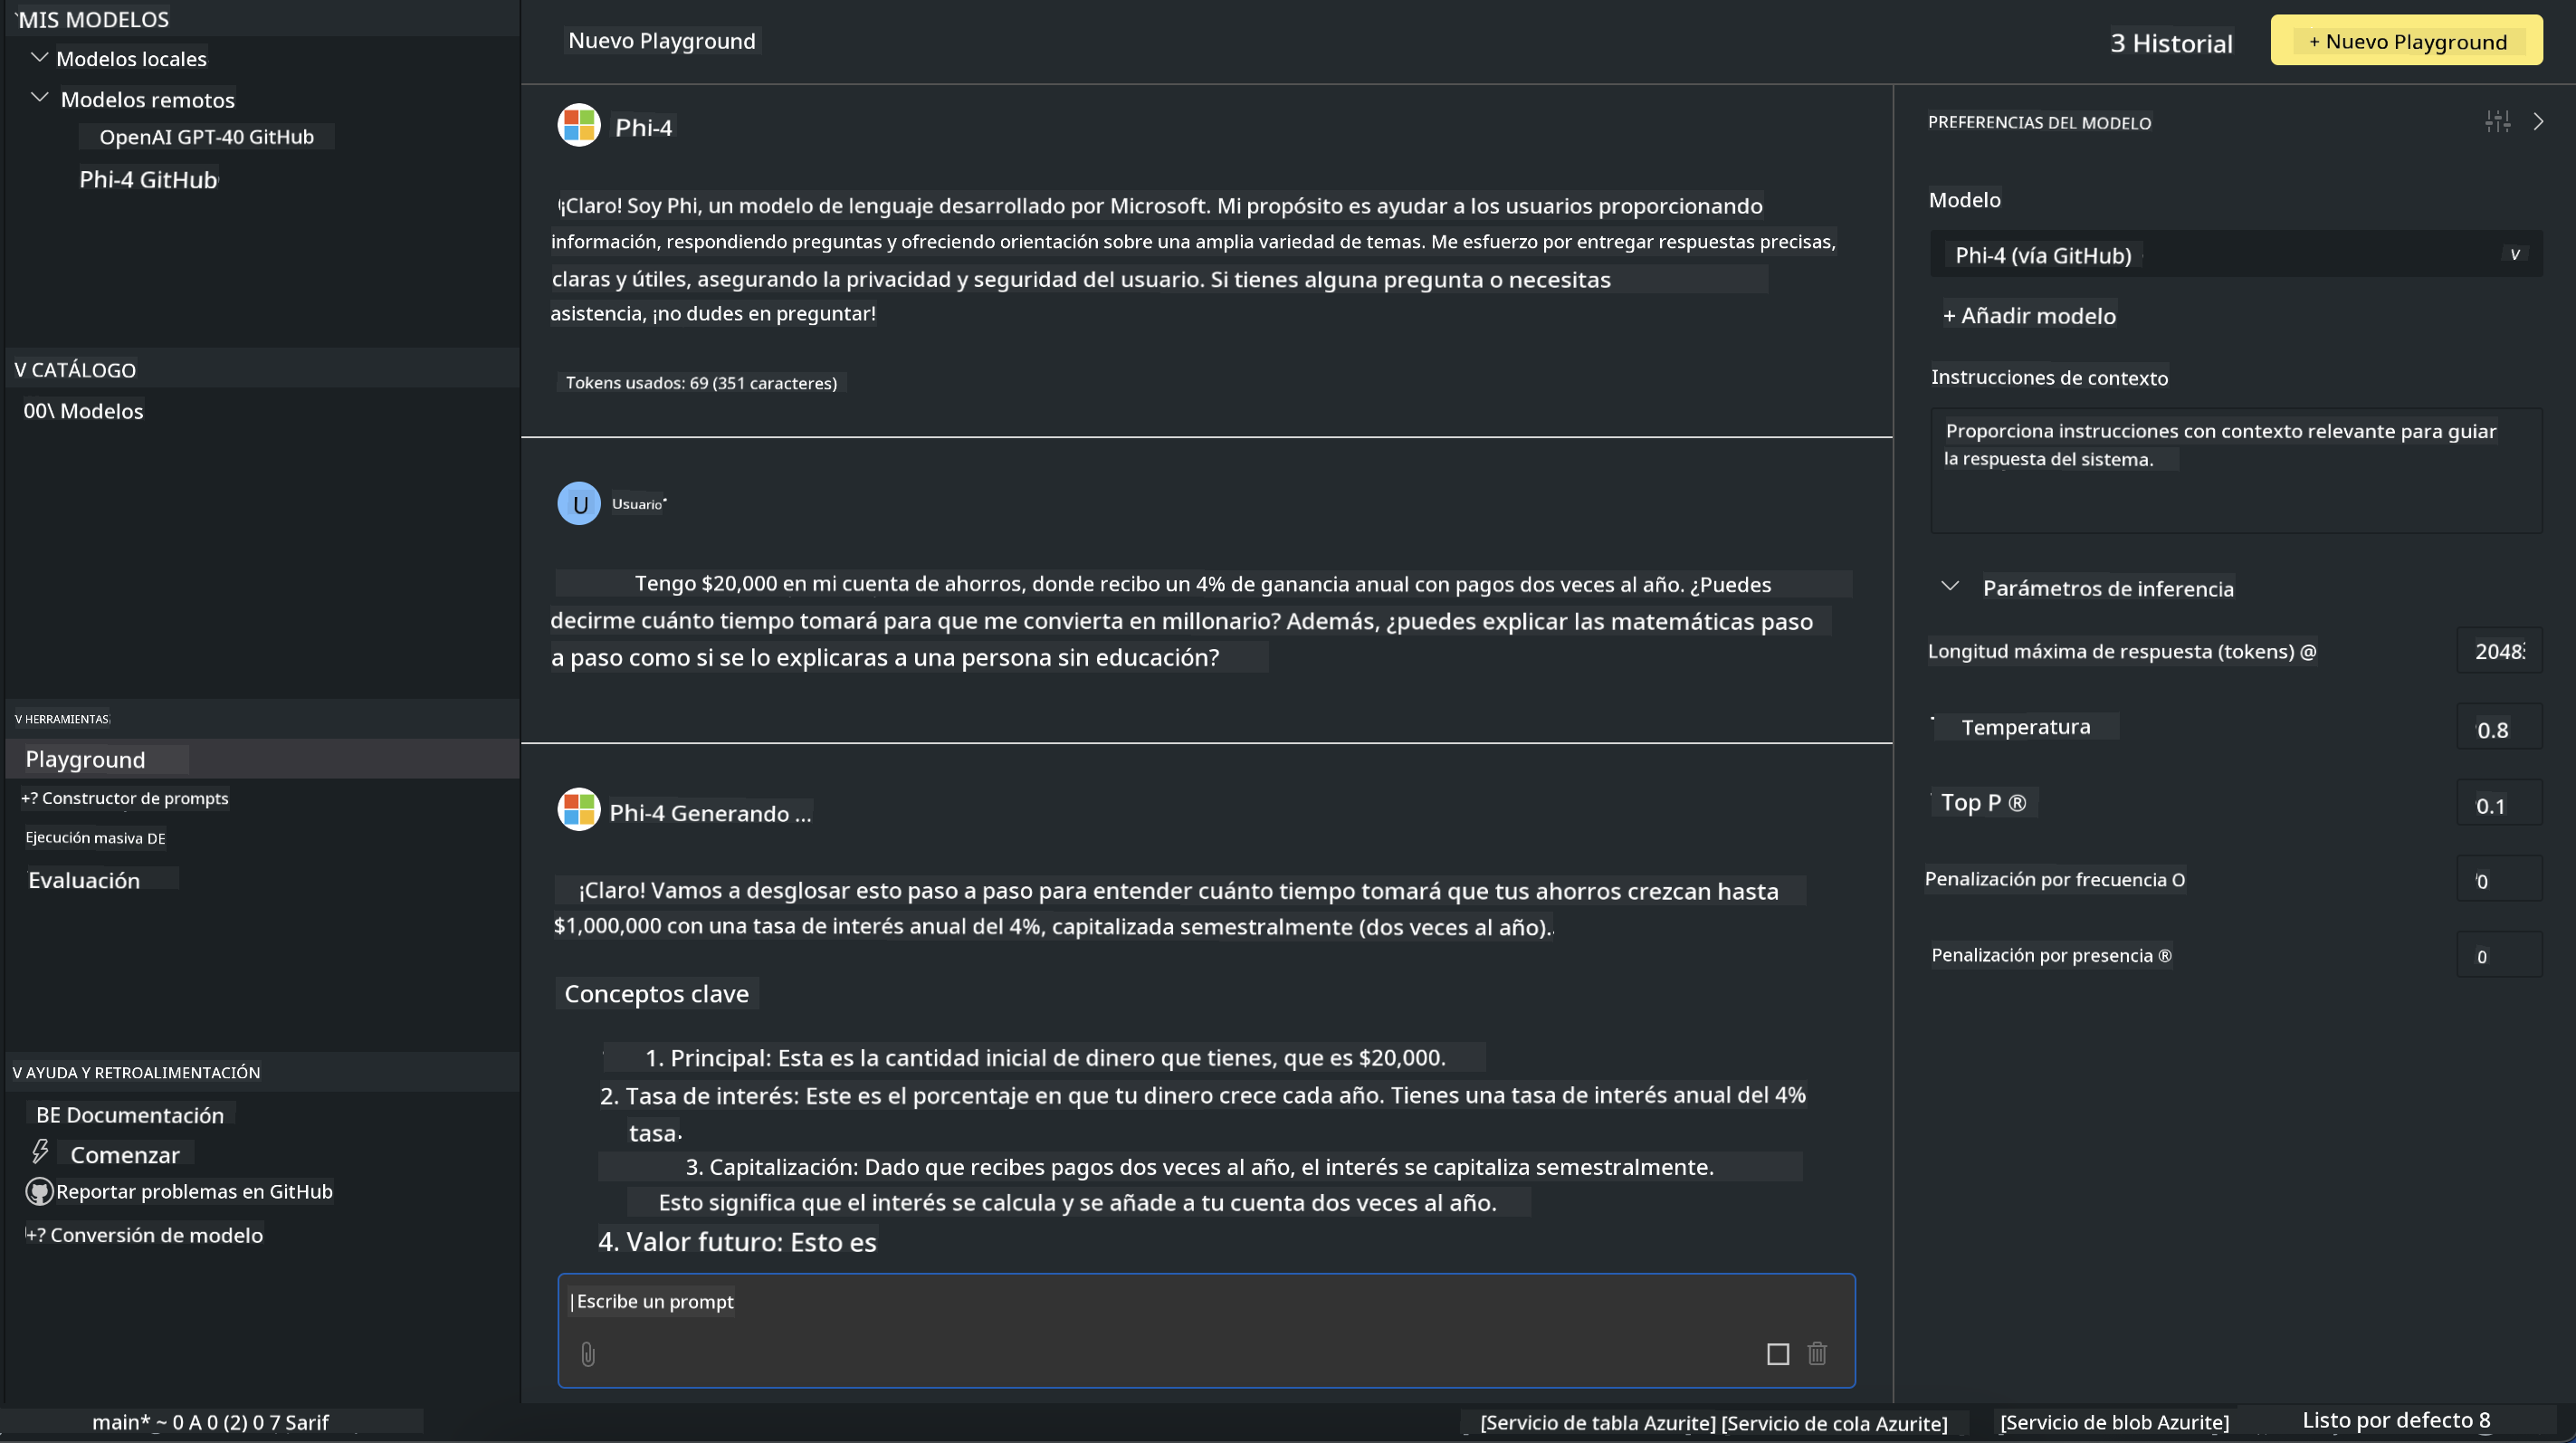 MIS MODELOS
Modelos locales
Modelos remotos
OpenAI GPT-40 GitHub
Phi-4 GitHub
V CATÁLOGO
00\ Modelos
V HERRAMIENTAS
Playground
+? Constructor de prompts
Ejecución masiva DE
Evaluación
V AYUDA Y RETROALIMENTACIÓN
BE Documentación
Comenzar
Reportar problemas en GitHub
+? Conversión de modelo
Nuevo Playground
3 Historial
+ Nuevo Playground
Phi-4
¡Claro! Soy Phi, un modelo de lenguaje desarrollado por Microsoft. Mi propósito es ayudar a los usuarios proporcionando
información, respondiendo preguntas y ofreciendo orientación sobre una amplia variedad de temas. Me esfuerzo por entregar respuestas precisas,
claras y útiles, asegurando la privacidad y seguridad del usuario. Si tienes alguna pregunta o necesitas
asistencia, ¡no dudes en preguntar!
Tokens usados: 69 (351 caracteres)
U
Usuario
Tengo $20,000 en mi cuenta de ahorros, donde recibo un 4% de ganancia anual con pagos dos veces al año. ¿Puedes
decirme cuánto tiempo tomará para que me convierta en millonario? Además, ¿puedes explicar las matemáticas paso
a paso como si se lo explicaras a una persona sin educación?
Phi-4 Generando ...
¡Claro! Vamos a desglosar esto paso a paso para entender cuánto tiempo tomará que tus ahorros crezcan hasta
$1,000,000 con una tasa de interés anual del 4%, capitalizada semestralmente (dos veces al año).
Conceptos clave
1. Principal: Esta es la cantidad inicial de dinero que tienes, que es $20,000.
2. Tasa de interés: Este es el porcentaje en que tu dinero crece cada año. Tienes una tasa de interés anual del 4%
tasa.
3. Capitalización: Dado que recibes pagos dos veces al año, el interés se capitaliza semestralmente.
Esto significa que el interés se calcula y se añade a tu cuenta dos veces al año.
4. Valor futuro: Esto es
|Escribe un prompt
PREFERENCIAS DEL MODELO
Modelo
Phi-4 (vía GitHub)
v
+ Añadir modelo
Instrucciones de contexto
Proporciona instrucciones con contexto relevante para guiar
la respuesta del sistema.
Parámetros de inferencia
Longitud máxima de respuesta (tokens) @
2048
Temperatura
0.8
Top P ®
0.1
Penalización por frecuencia O
0
Penalización por presencia ®
0
main* ~ 0 A 0 (2) 0 7 Sarif
[Servicio de tabla Azurite] [Servicio de cola Azurite]
[Servicio de blob Azurite]
Listo por defecto 8